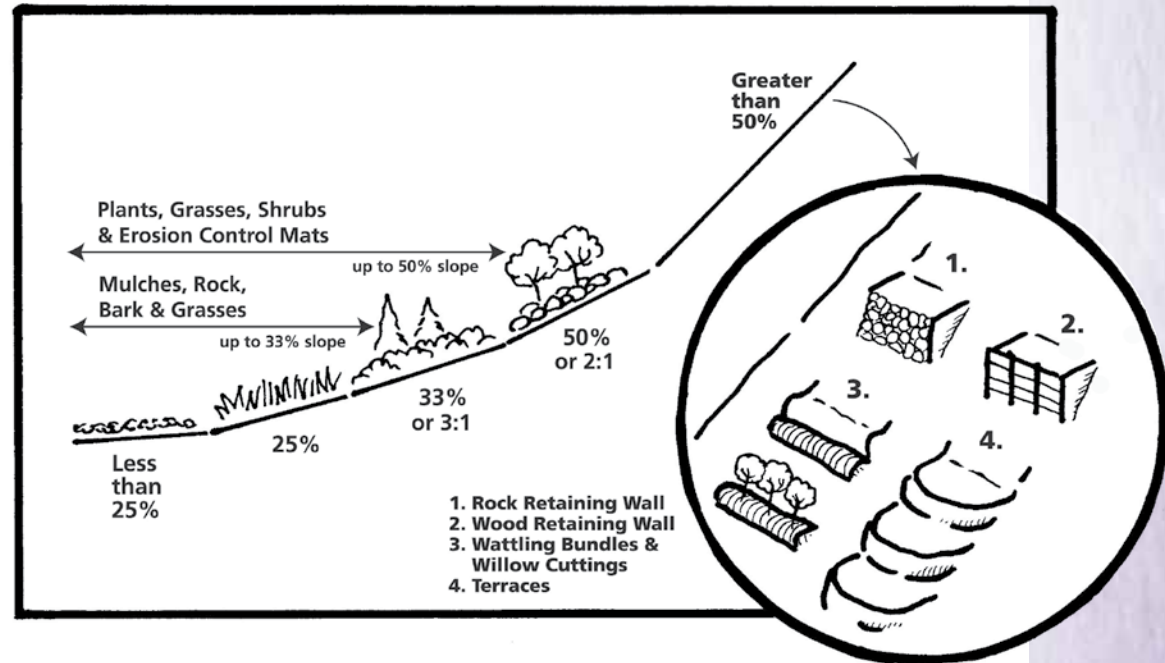 Greater
than
50%
Plants, Grasses, Shrubs
& Erosion Control Mats
up to 50% slope
Mulches, Rock,
Bark & Grasses
up to 33% slope
Less
than
25%
25%
33%
or 3:1
50%
or 2:1
1. Rock Retaining Wall
2. Wood Retaining Wall
3. Wattling Bundles &
Willow Cuttings
4. Terraces
1.
2.
3.
4.